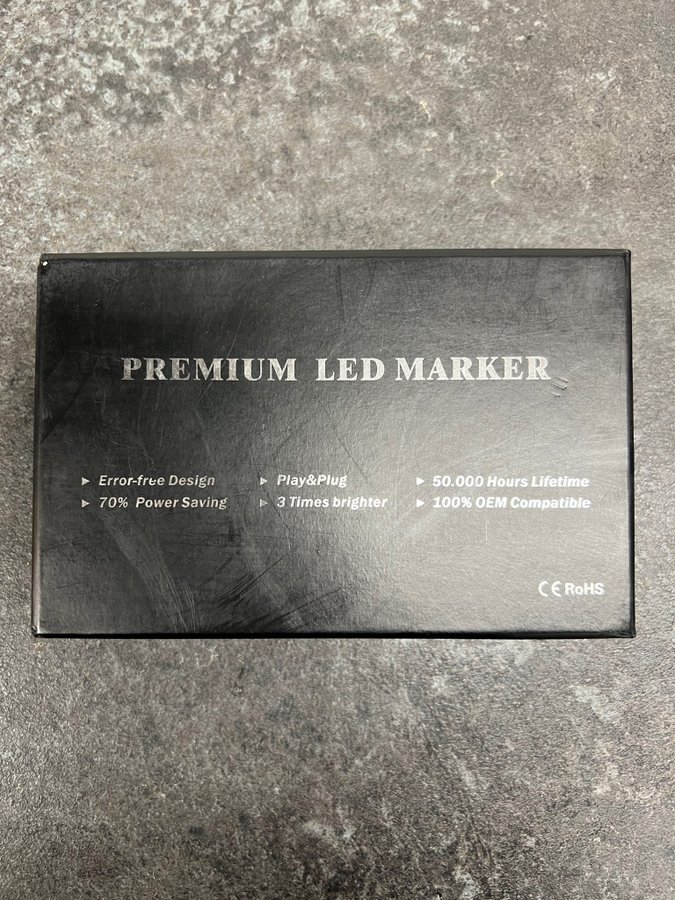 PREMIUM LED MARKER
Error-free Design Play&Plug 50.000 Hours Lifetime
70% Power Saving 3 Times brighter 100% OEM Compatible
CE RoHS